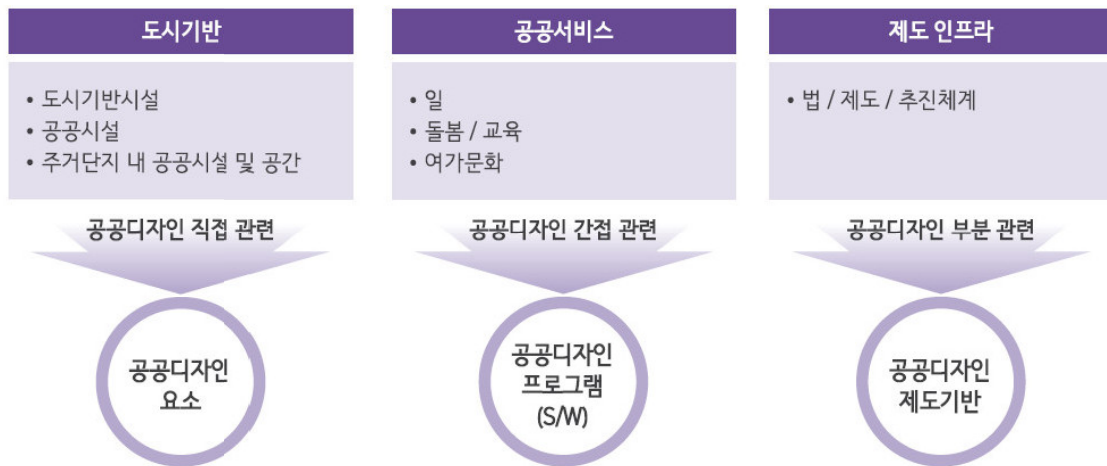 도시기반
• 도시기반시설
• 공공시설
• 주거단지 내 공공시설 및 공간
공공디자인 직접 관련
공공디자인
요소
공공서비스
• 일
• 돌봄 / 교육
• 여가문화
공공디자인 간접 관련
공공디자인
프로그램
(S/W)
제도 인프라
• 법 / 제도 / 추진체계
공공디자인 부분 관련
공공디자인
제도기반